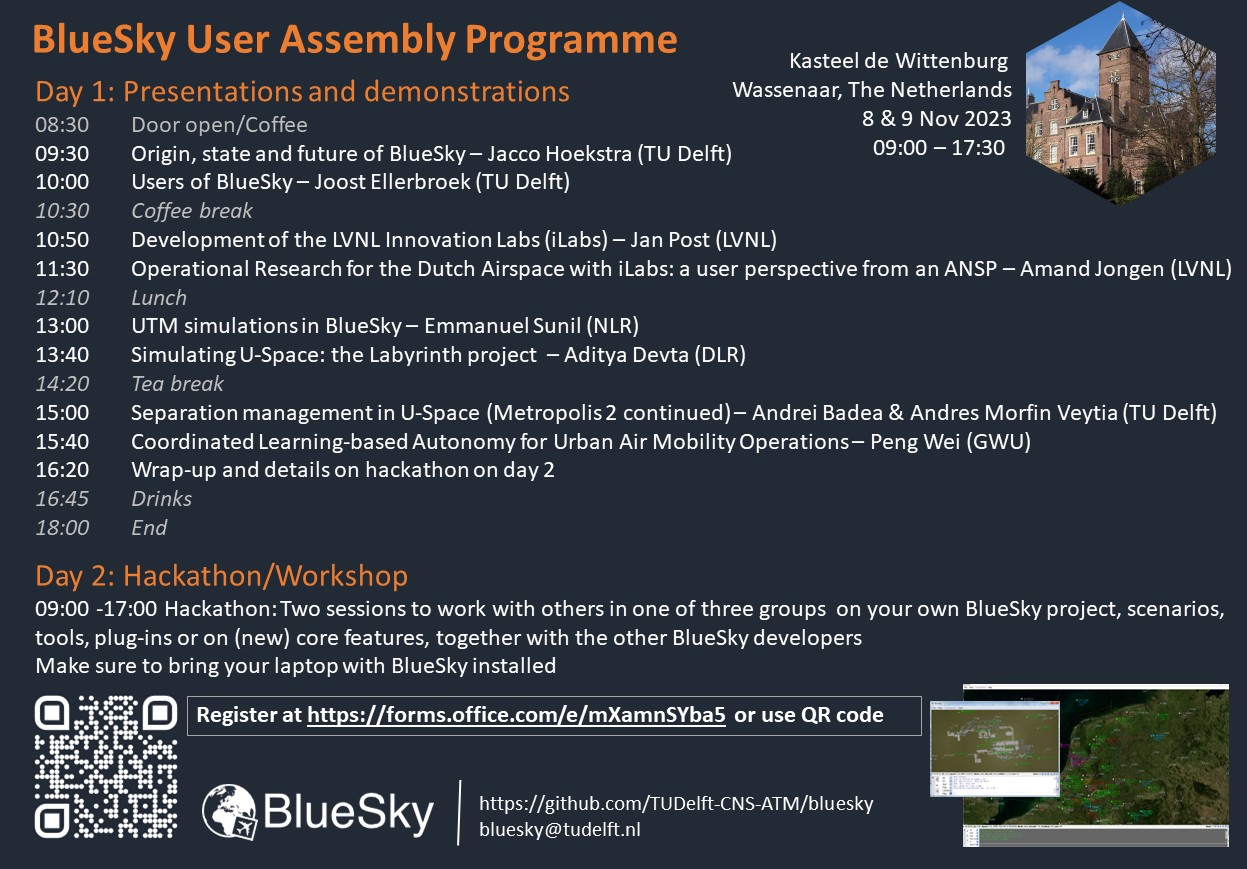 BlueSky User Assembly Programme
Kasteel de Wittenburg
Wassenaar, The Netherlands
8 & 9 Nov 2023
09:00 – 17:30
Day 1: Presentations and demonstrations
08:30 Door open/Coffee
09:30 Origin, state and future of BlueSky – Jacco Hoekstra (TU Delft)
10:00 Users of BlueSky – Joost Ellerbroek (TU Delft)
10:30 Coffee break
10:50 Development of the LVNL Innovation Labs (iLabs) – Jan Post (LVNL)
11:30 Operational Research for the Dutch Airspace with iLabs: a user perspective from an ANSP – Amand Jongen (LVNL)
12:10 Lunch
13:00 UTM simulations in BlueSky – Emmanuel Sunil (NLR)
13:40 Simulating U-Space: the Labyrinth project – Aditya Devta (DLR)
14:20 Tea break
15:00 Separation management in U-Space (Metropolis 2 continued) – Andrei Badea & Andres Morfin Veytia (TU Delft)
15:40 Coordinated Learning-based Autonomy for Urban Air Mobility Operations – Peng Wei (GWU)
16:20 Wrap-up and details on hackathon on day 2
16:45 Drinks
18:00 End
Day 2: Hackathon/Workshop
09:00 -17:00 Hackathon: Two sessions to work with others in one of three groups on your own BlueSky project, scenarios,
tools, plug-ins or on (new) core features, together with the other BlueSky developers
Make sure to bring your laptop with BlueSky installed
Register at https://forms.office.com/e/mXamnSYba5 or use QR code
BlueSky
https://github.com/TUDelft-CNS-ATM/bluesky
bluesky@tudelft.nl